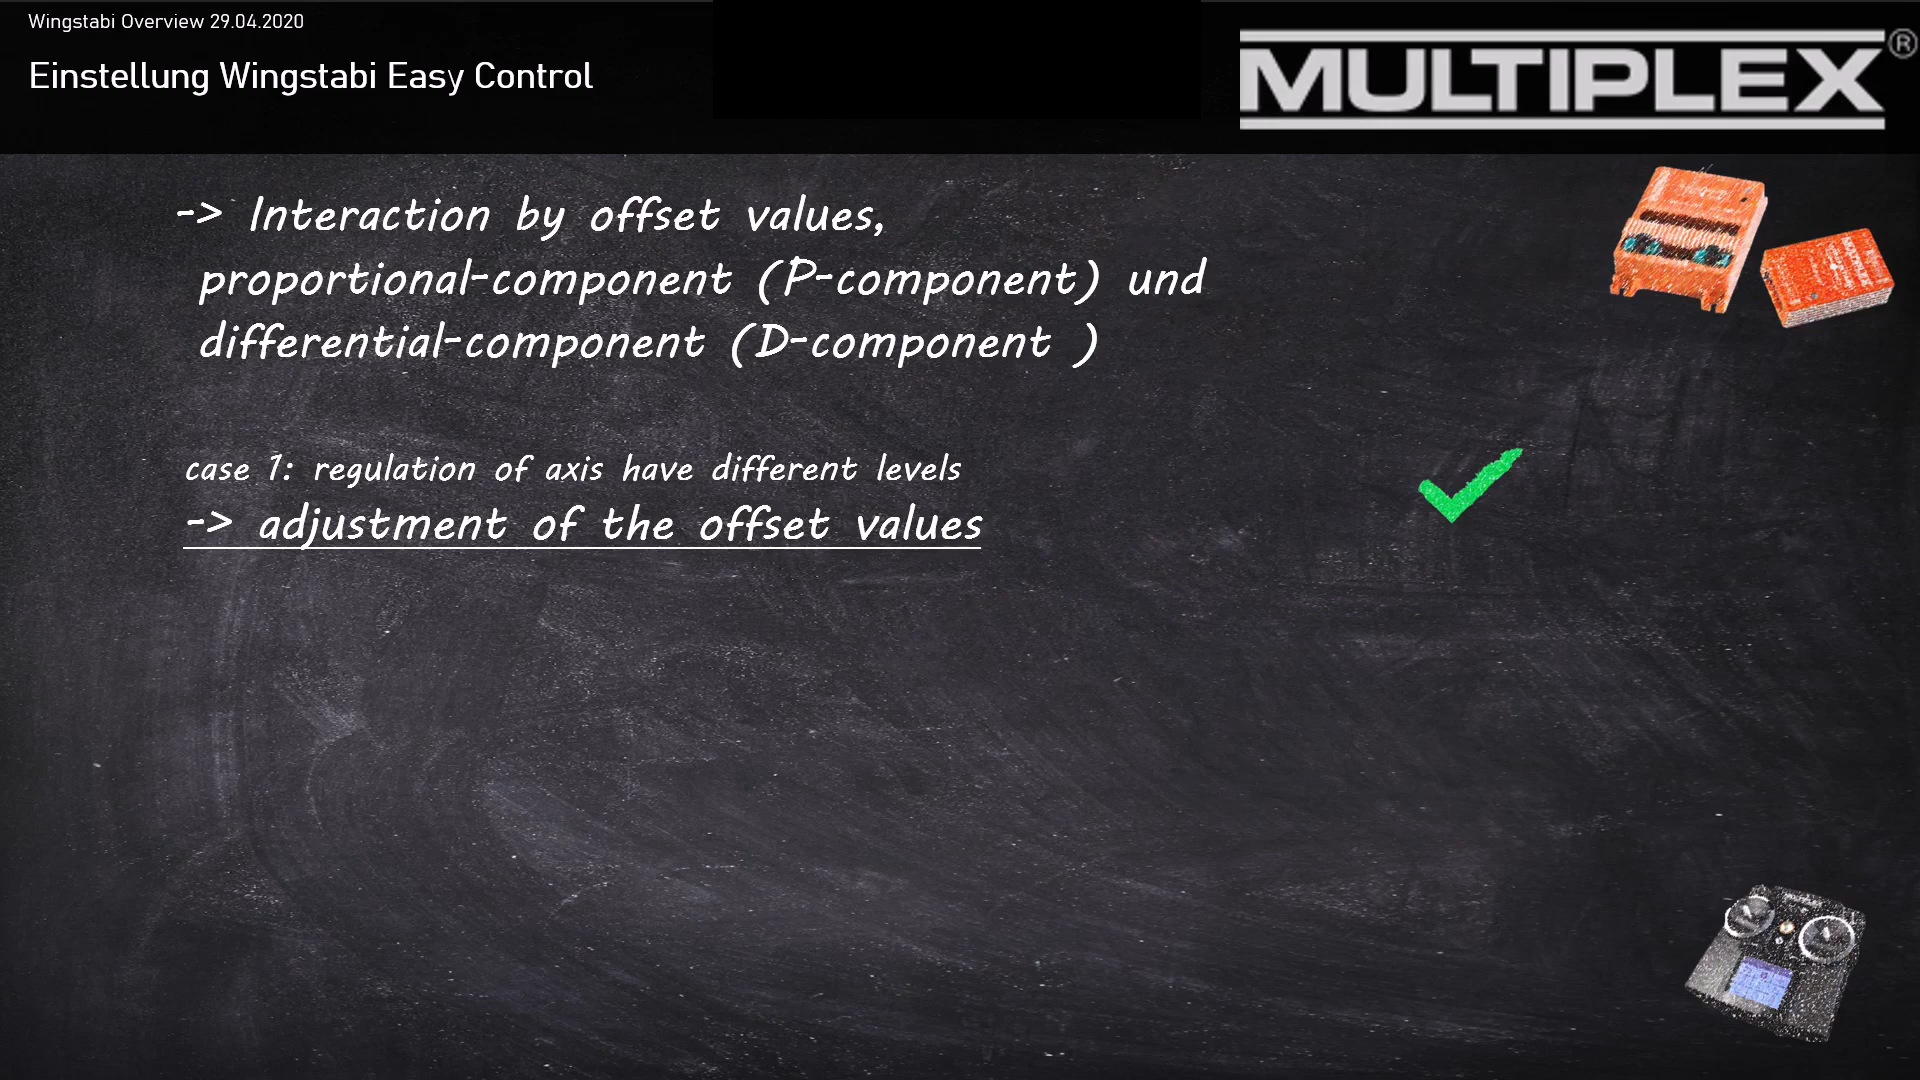 Wingstabi Overview 29.04.2020
Einstellung Wingstabi Easy Control
MULTIPLEX®
-> Interaction by offset values,
proportional-component (P-component) und
differential-component (D-component )
case 1: regulation of axis have different levels
-> adjustment of the offset values